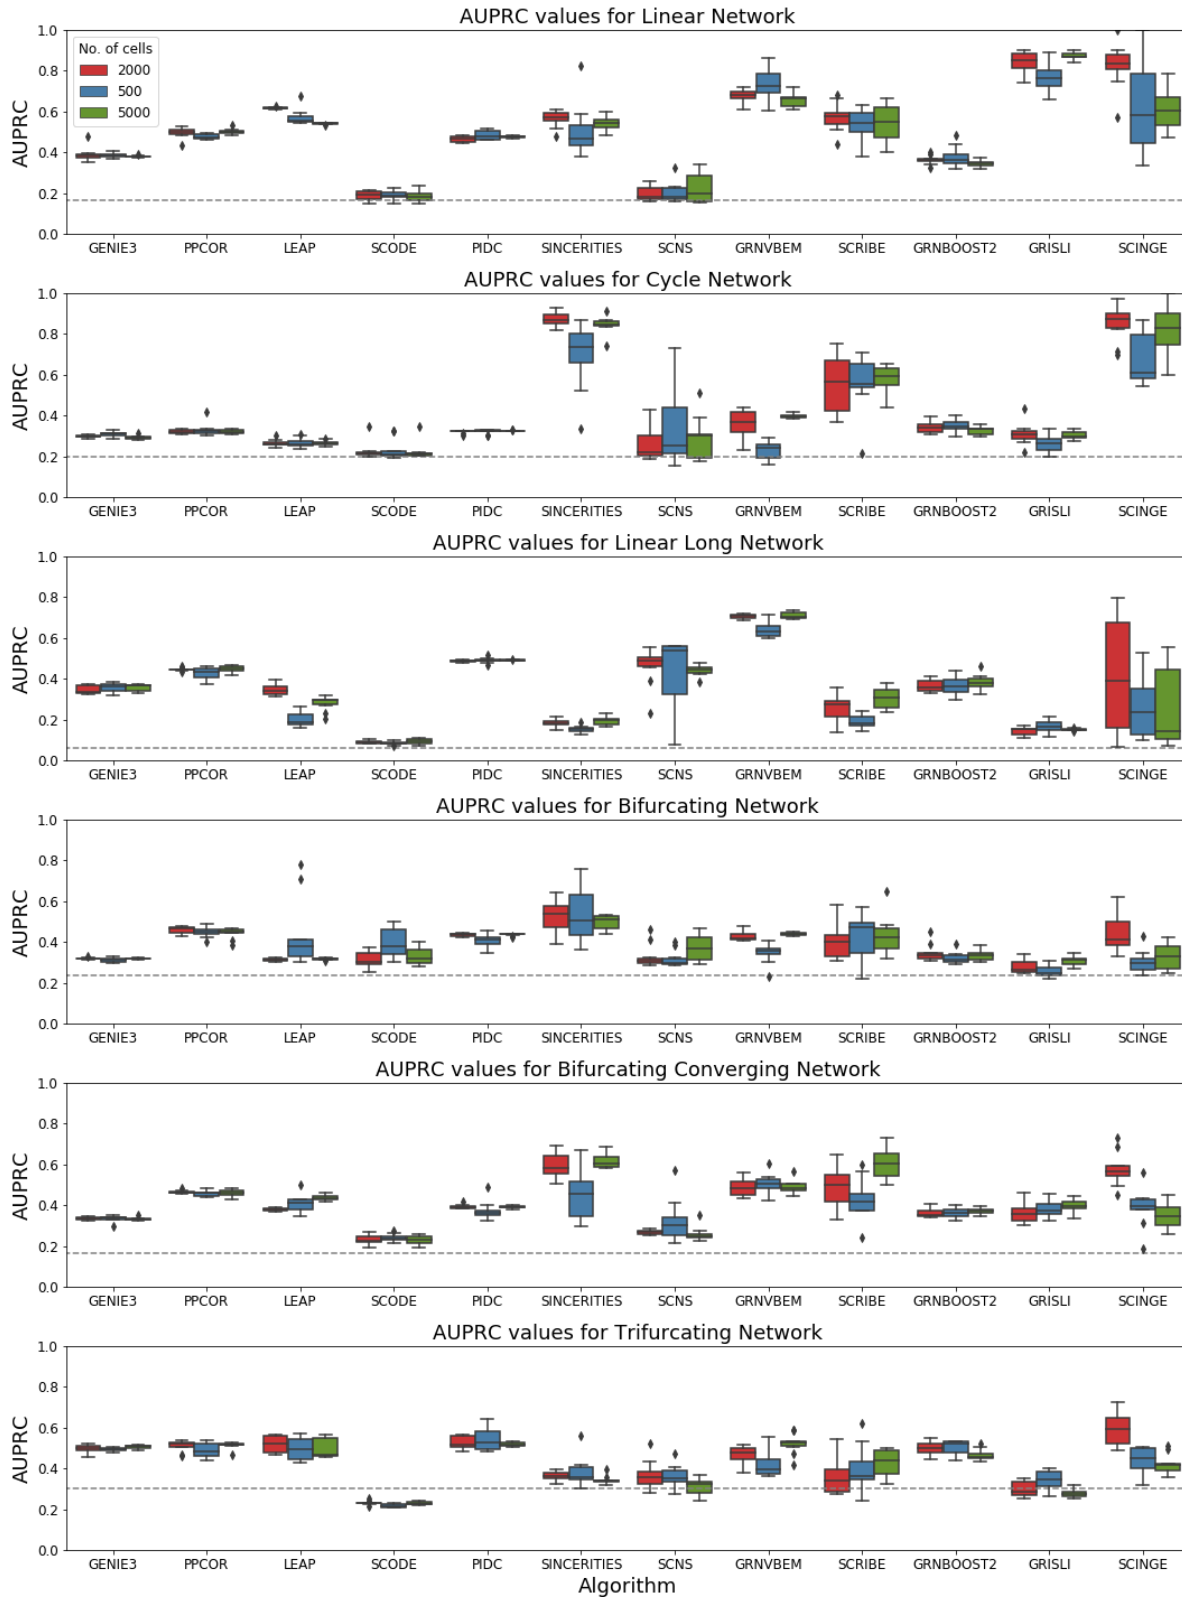 AUPRC values for Linear Network
No. of cells
2000
500
5000
AUPRC
1.0
0.8
0.6
0.4
0.2
0.0
GENIE3 PPCOR LEAP SCODE PIDC SINCERITIES SCNS GRNVBEM SCRIBE GRNBOOST2 GRISLI SCINGE
AUPRC values for Cycle Network
AUPRC
1.0
0.8
0.6
0.4
0.2
0.0
GENIE3 PPCOR LEAP SCODE PIDC SINCERITIES SCNS GRNVBEM SCRIBE GRNBOOST2 GRISLI SCINGE
AUPRC values for Linear Long Network
AUPRC
1.0
0.8
0.6
0.4
0.2
0.0
GENIE3 PPCOR LEAP SCODE PIDC SINCERITIES SCNS GRNVBEM SCRIBE GRNBOOST2 GRISLI SCINGE
AUPRC values for Bifurcating Network
AUPRC
1.0
0.8
0.6
0.4
0.2
0.0
GENIE3 PPCOR LEAP SCODE PIDC SINCERITIES SCNS GRNVBEM SCRIBE GRNBOOST2 GRISLI SCINGE
AUPRC values for Bifurcating Converging Network
AUPRC
1.0
0.8
0.6
0.4
0.2
0.0
GENIE3 PPCOR LEAP SCODE PIDC SINCERITIES SCNS GRNVBEM SCRIBE GRNBOOST2 GRISLI SCINGE
AUPRC values for Trifurcating Network
AUPRC
1.0
0.8
0.6
0.4
0.2
0.0
GENIE3 PPCOR LEAP SCODE PIDC SINCERITIES SCNS GRNVBEM SCRIBE GRNBOOST2 GRISLI SCINGE
Algorithm